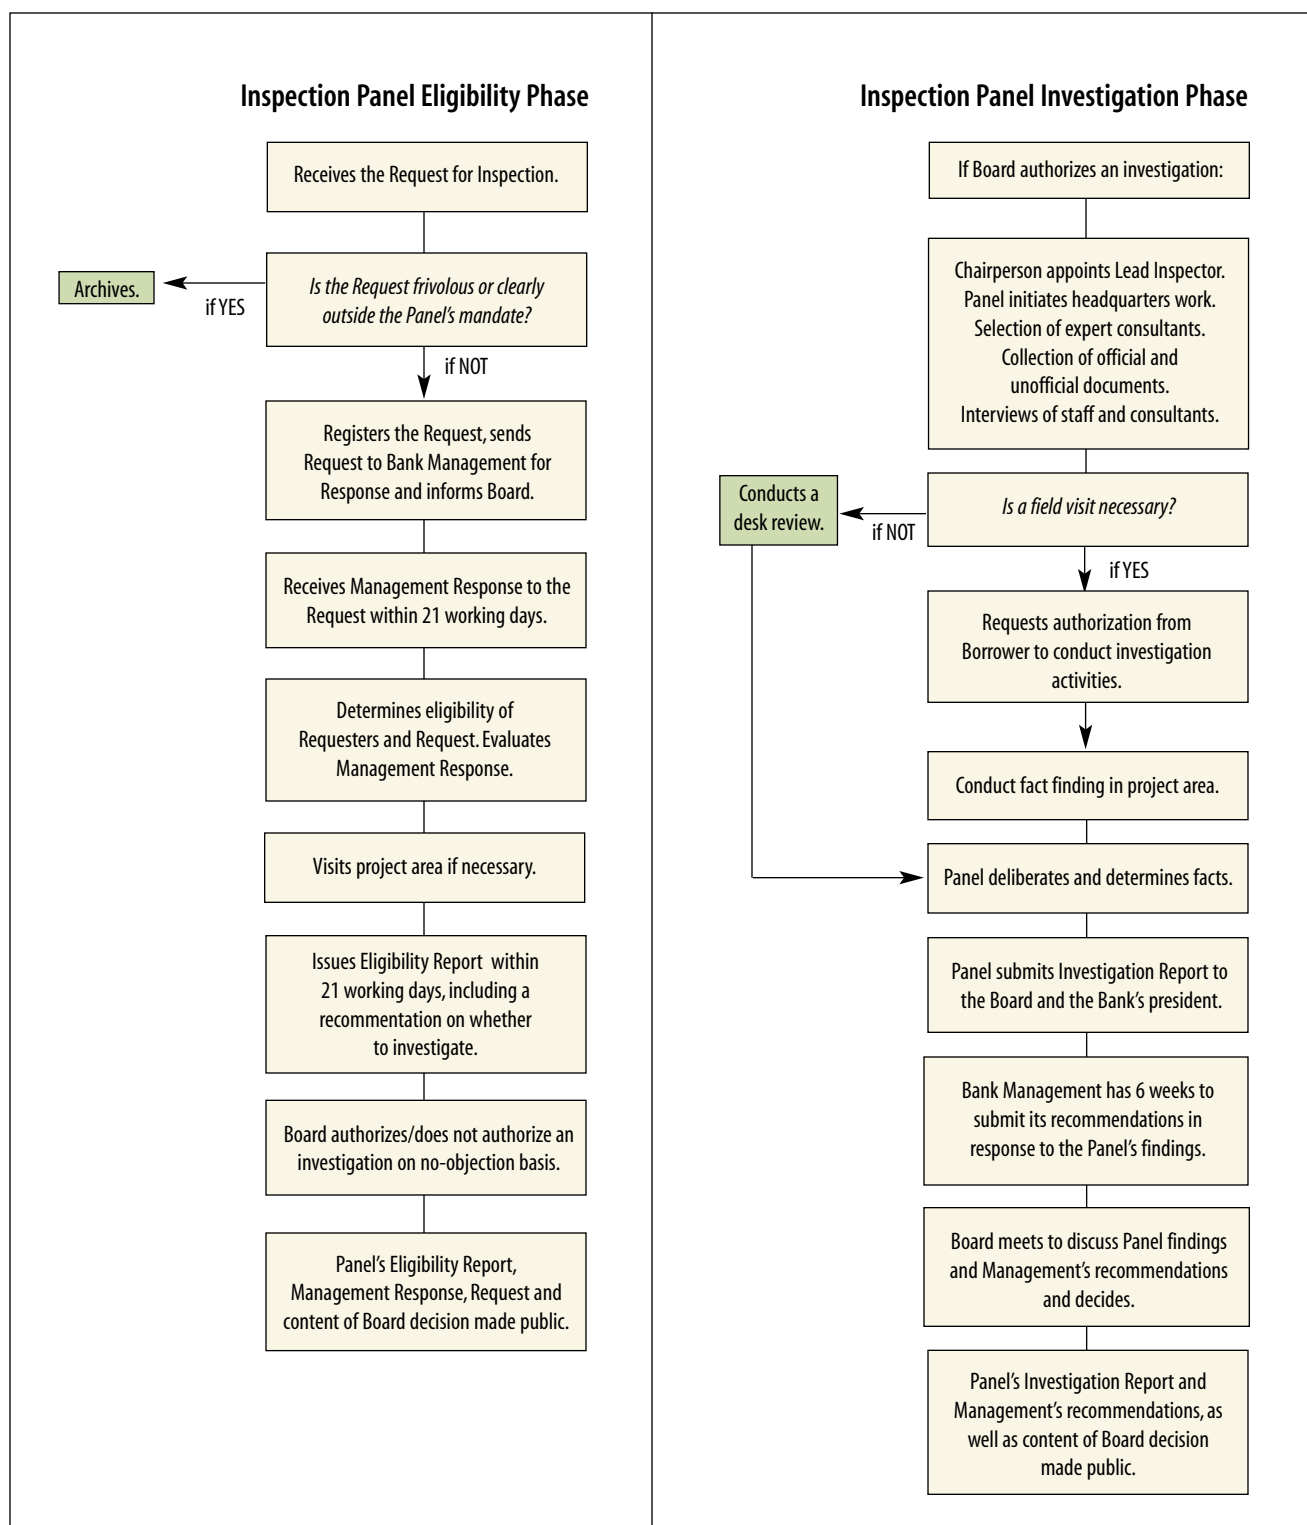 Inspection Panel Eligibility Phase
Receives the Request for Inspection.
Is the Request frivolous or clearly
outside the Panel's mandate?
if YES
Archives.
if NOT
Registers the Request, sends
Request to Bank Management for
Response and informs Board.
Receives Management Response to the
Request within 21 working days.
Determines eligibility of
Requesters and Request. Evaluates
Management Response.
Visits project area if necessary.
Issues Eligibility Report within
21 working days, including a
recommentation on whether
to investigate.
Board authorizes/does not authorize an
investigation on no-objection basis.
Panel's Eligibility Report,
Management Response, Request and
content of Board decision made public.
Inspection Panel Investigation Phase
If Board authorizes an investigation:
Chairperson appoints Lead Inspector.
Panel initiates headquarters work.
Selection of expert consultants.
Collection of official and
unofficial documents.
Interviews of staff and consultants.
Is a field visit necessary?
if NOT
Conducts a
desk review.
if YES
Requests authorization from
Borrower to conduct investigation
activities.
Conduct fact finding in project area.
Panel deliberates and determines facts.
Panel submits Investigation Report to
the Board and the Bank's president.
Bank Management has 6 weeks to
submit its recommendations in
response to the Panel's findings.
Board meets to discuss Panel findings
and Management's recommendations
and decides.
Panel's Investigation Report and
Management's recommendations, as
well as content of Board decision
made public.